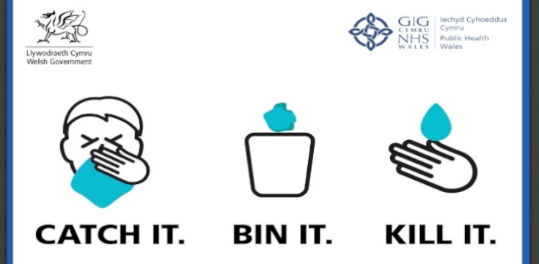 Llywodraeth Cymru
Welsh Government
GIG
CYMRU
NHS
WALES
Iechyd Cyhoeddus
Cymru
Public Health
Wales
CATCH IT.
BIN IT.
KILL IT.